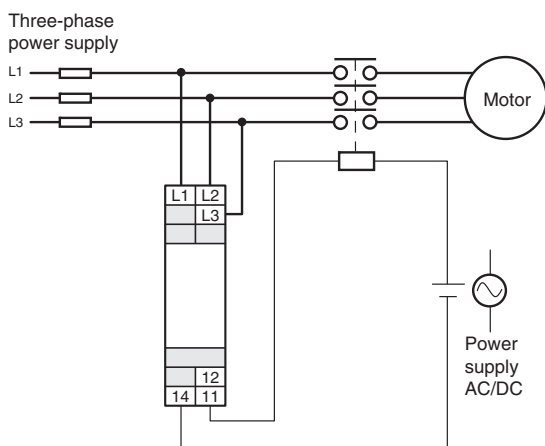 Three-phase
power supply
L1
L2
L3
Motor
L1 L2
L3
12
14 11
Power
supply
AC/DC